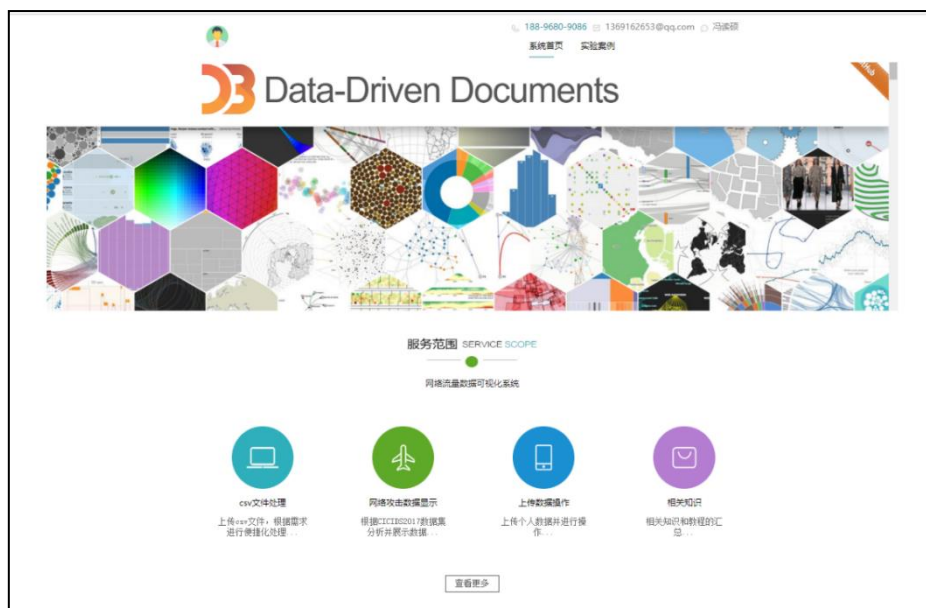 188-9680-9086 1369162653@qq.com
系统首页 实验案例
Data-Driven Documents
服务范围 SERVICE SCOPE
网络流量数据可视化系统
csv文件处理 网络攻击数据显示 上传数据操作 相关知识
上传csv文件，根据需求 根据CICIDS2017数据集 上传个人数据并进行操 相关知识和教程的汇
进行便捷化处理... 分析并展示数据... 作... 总...
查看更多